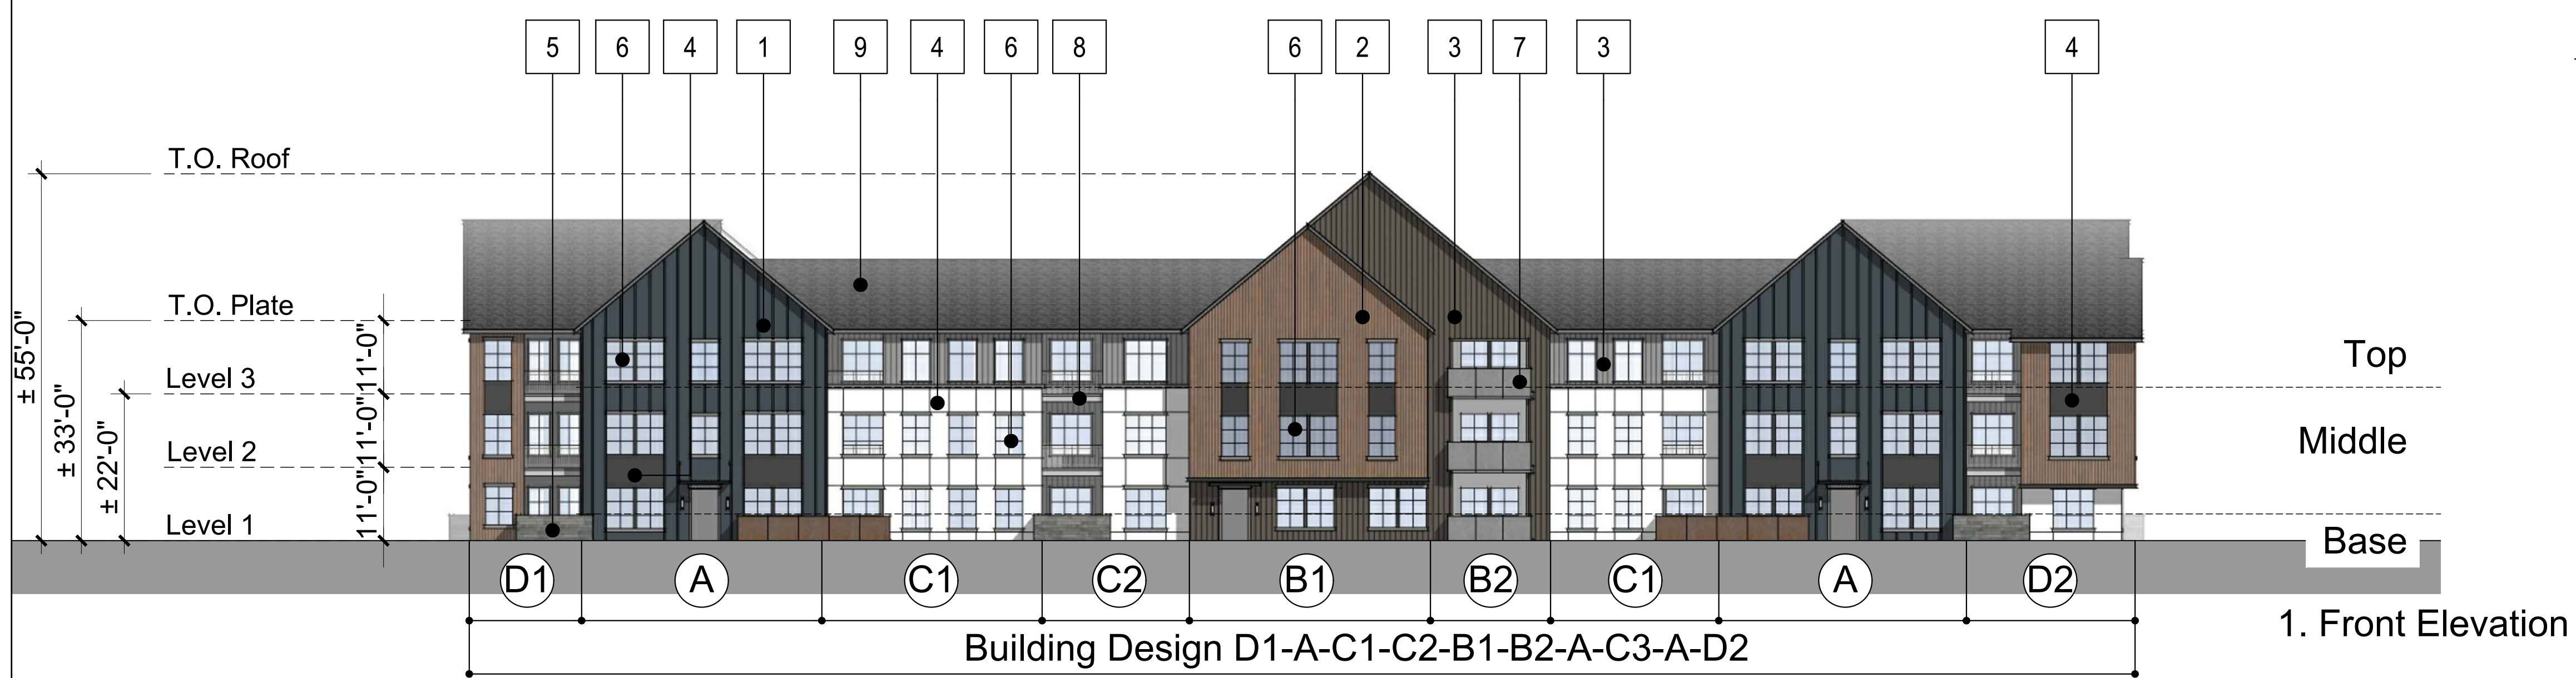 5 6 4 1 9 4 6 8 6 2 3 7 3 4
T.O. Roof
T.O. Plate
Level 3
Level 2
Level 1
± 55'-0"
± 33'-0"
± 22'-0"
11'-0"
11'-0"
11'-0"
Top
Middle
Base
D1 A C1 C2 B1 B2 C1 A D2
Building Design D1-A-C1-C2-B1-B2-A-C3-A-D2
1. Front Elevation